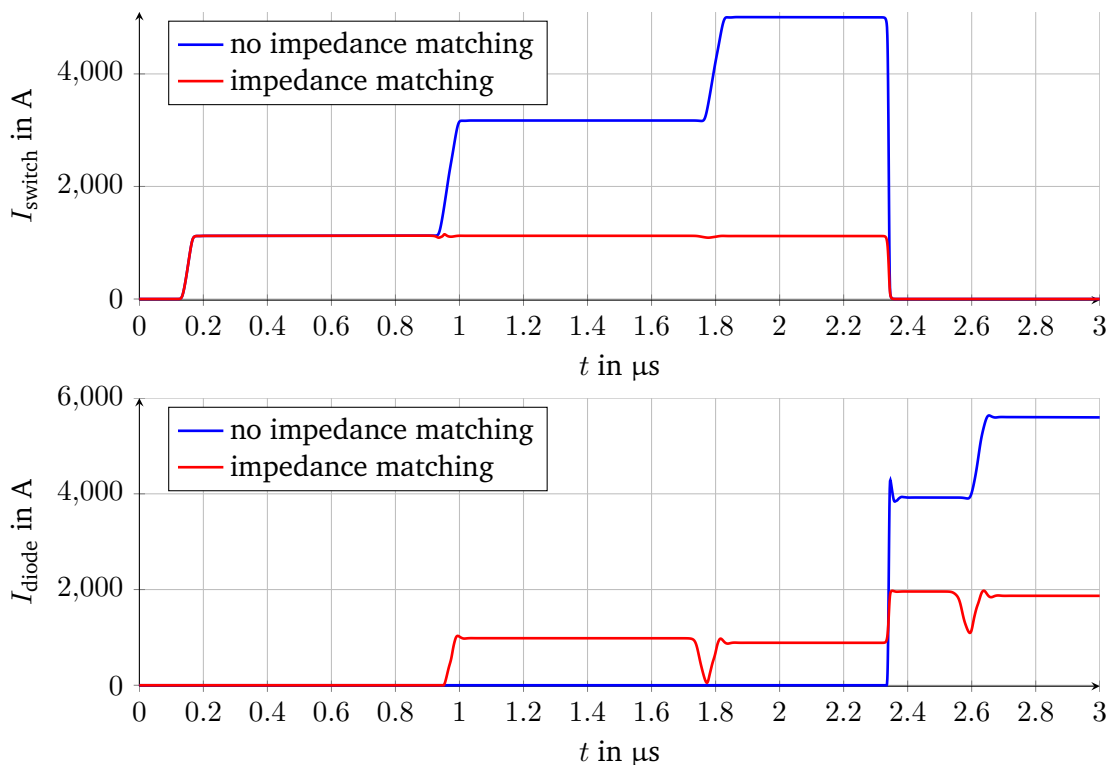 no impedance matching
impedance matching
I_switch in A
4,000
2,000
0
0 0.2 0.4 0.6 0.8 1 1.2 1.4 1.6 1.8 2 2.2 2.4 2.6 2.8 3
t in μs
6,000
no impedance matching
impedance matching
I_diode in A
4,000
2,000
0
0 0.2 0.4 0.6 0.8 1 1.2 1.4 1.6 1.8 2 2.2 2.4 2.6 2.8 3
t in μs